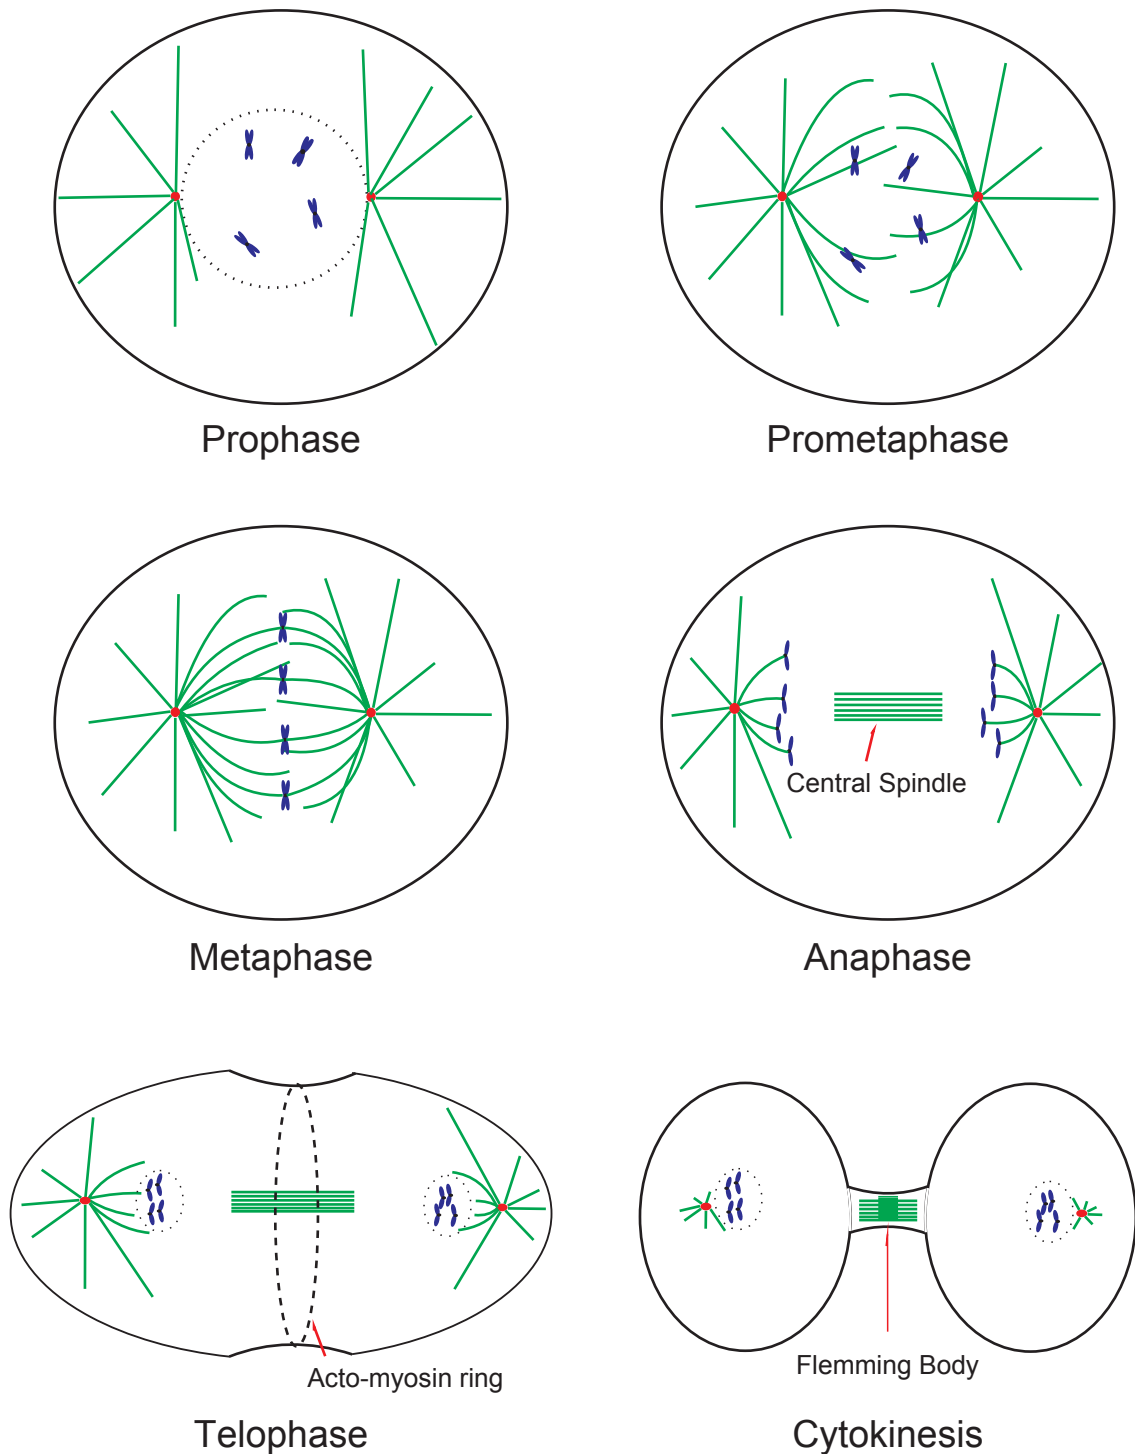 Prophase
Prometaphase
Metaphase
Central Spindle
Anaphase
Acto-myosin ring
Flemming Body
Telophase
Cytokinesis